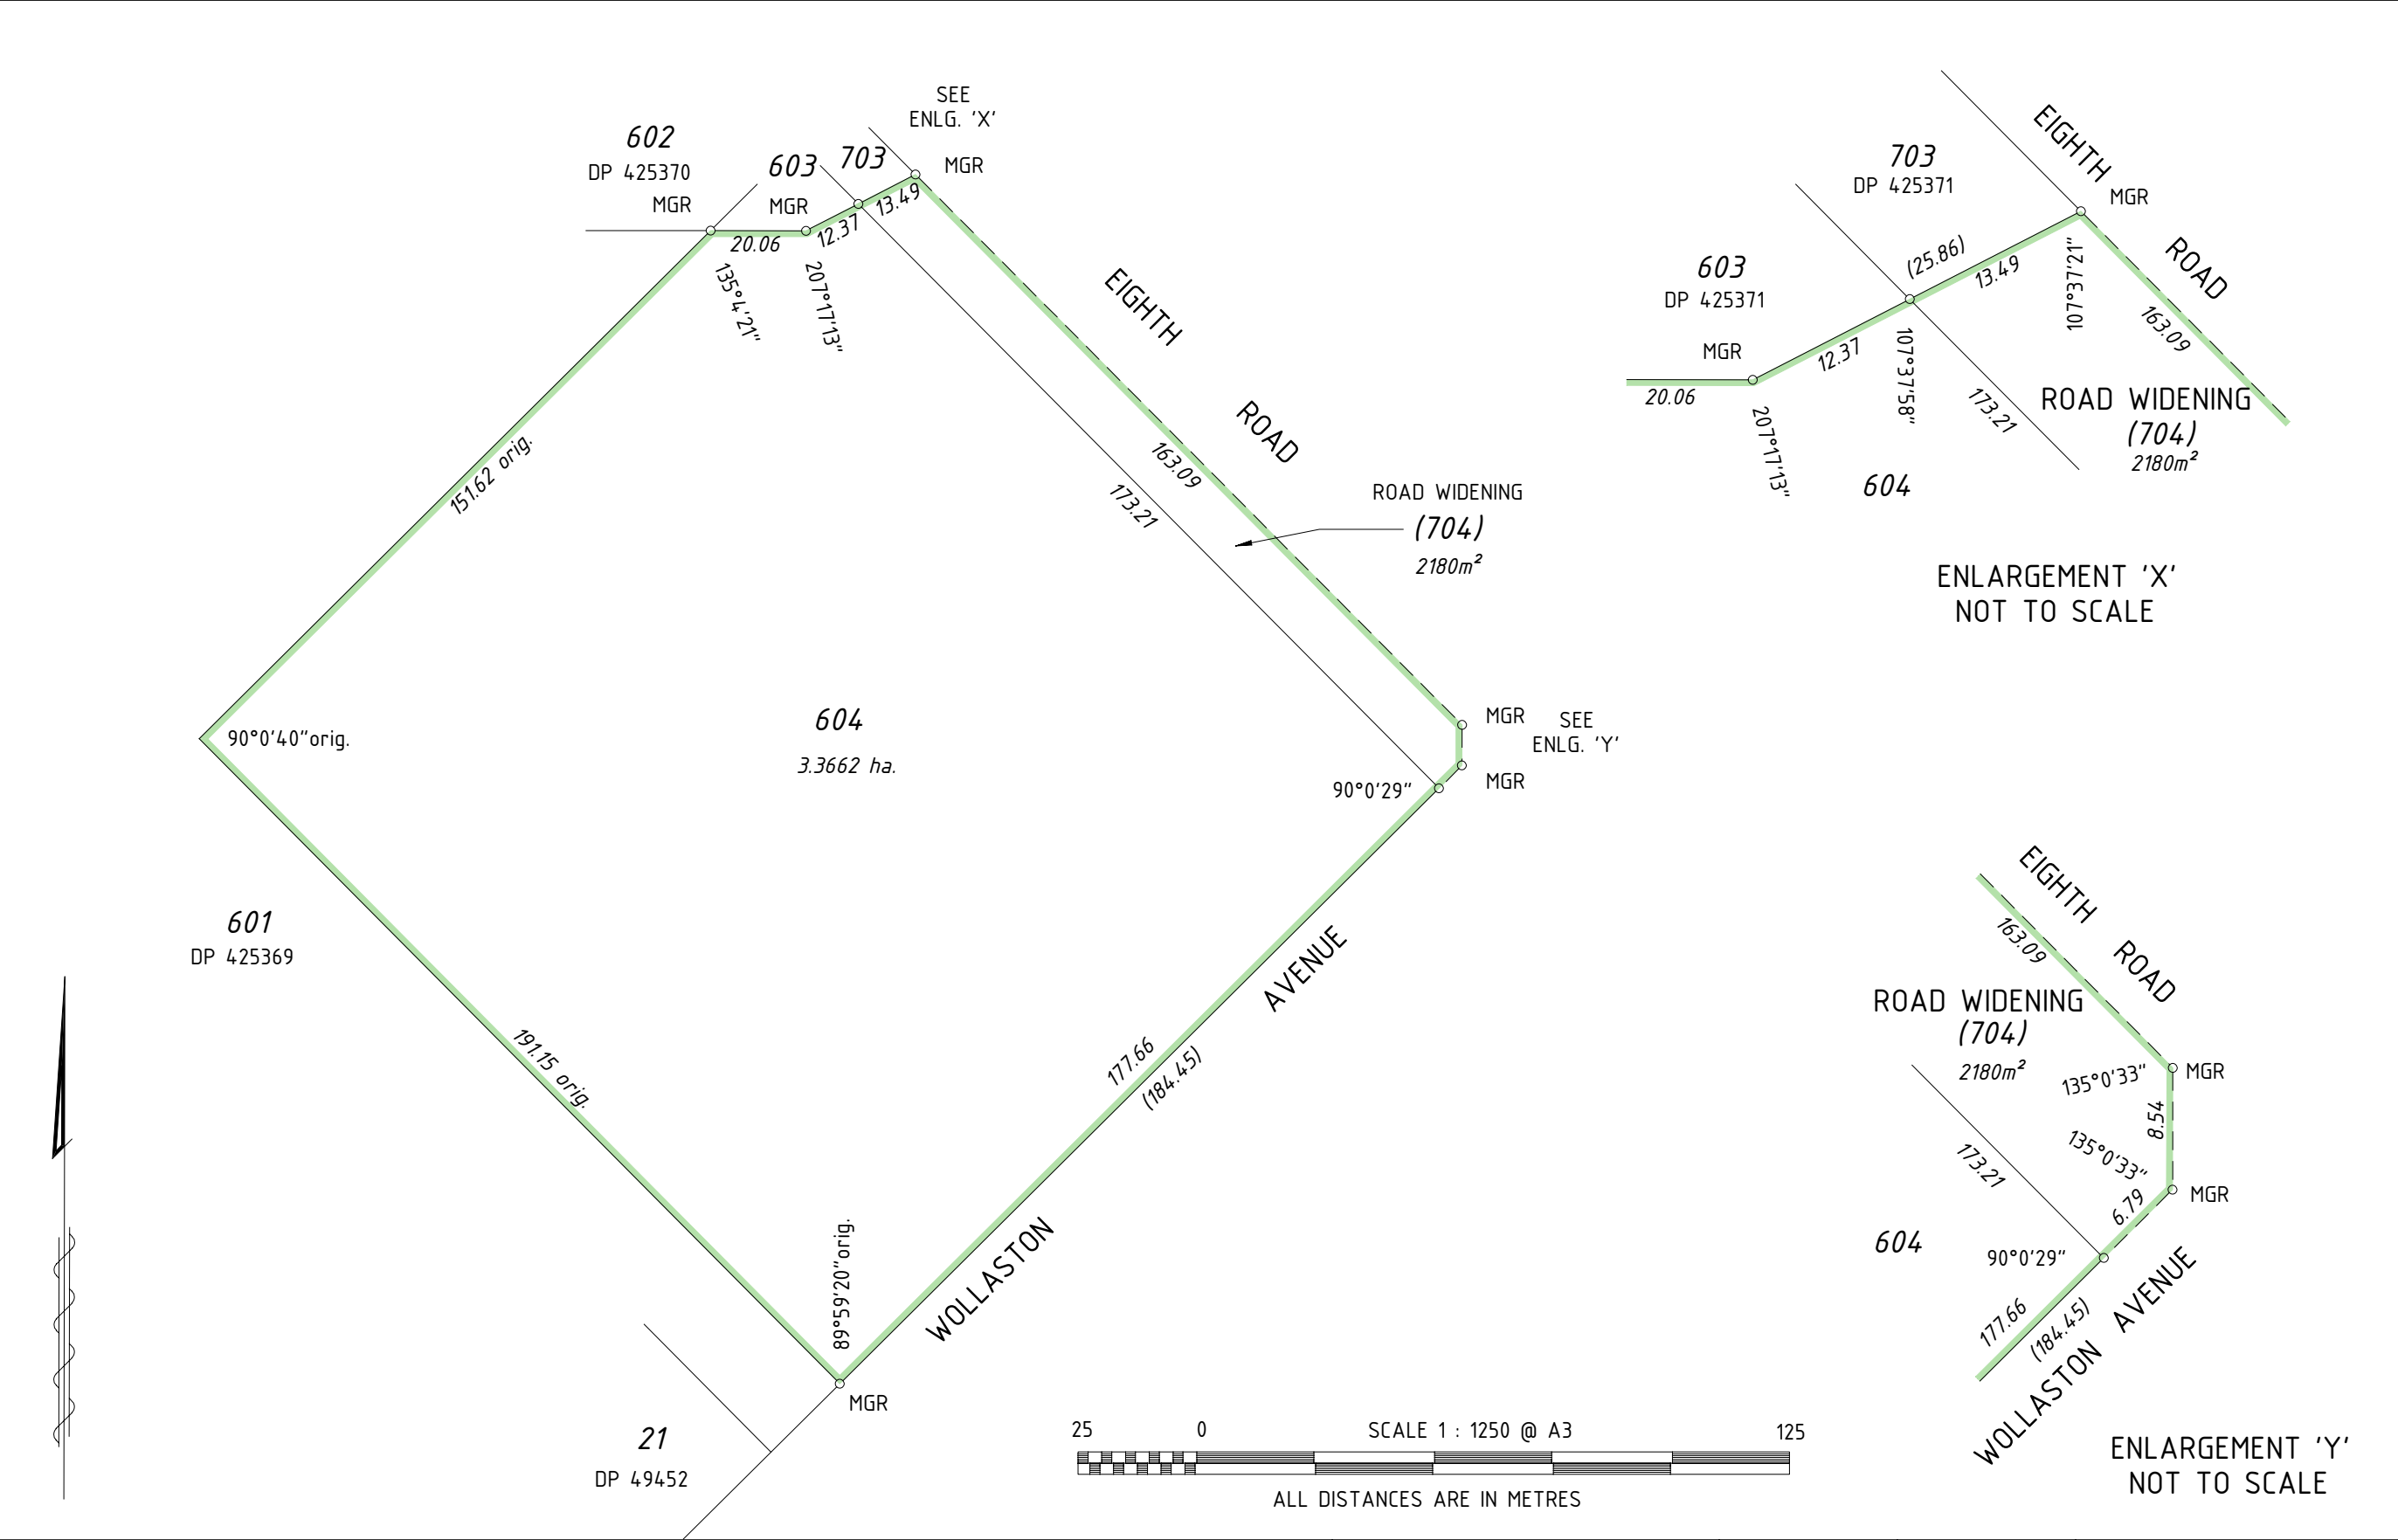 SEE
ENLG. 'X'
602
DP 425370
MGR
603
703
MGR
MGR
20.06
12.37
13.49
135°4'21"
207°17'13"
EIGHTH
ROAD
163.09
173.21
ROAD WIDENING
(704)
2180m²
151.62 orig.
90°0'40"orig.
604
3.3662 ha.
MGR
SEE
ENLG. 'Y'
MGR
90°0'29"
601
DP 425369
191.15 orig.
177.66
(184.45)
WOLLASTON
AVENUE
89°59'20"orig.
MGR
21
DP 49452
25
0
SCALE 1 : 1250 @ A3
125
ALL DISTANCES ARE IN METRES
703
DP 425371
EIGHTH
ROAD
MGR
603
DP 425371
(25.86)
13.49
107°37'21"
163.09
MGR
12.37
107°37'58"
20.06
207°17'13"
173.21
ROAD WIDENING
(704)
2180m²
604
ENLARGEMENT 'X'
NOT TO SCALE
EIGHTH
ROAD
163.09
ROAD WIDENING
(704)
2180m²
135°0'33"
MGR
8.54
135°0'33"
173.21
6.79
MGR
604
90°0'29"
177.66
(184.45)
WOLLASTON
AVENUE
ENLARGEMENT 'Y'
NOT TO SCALE